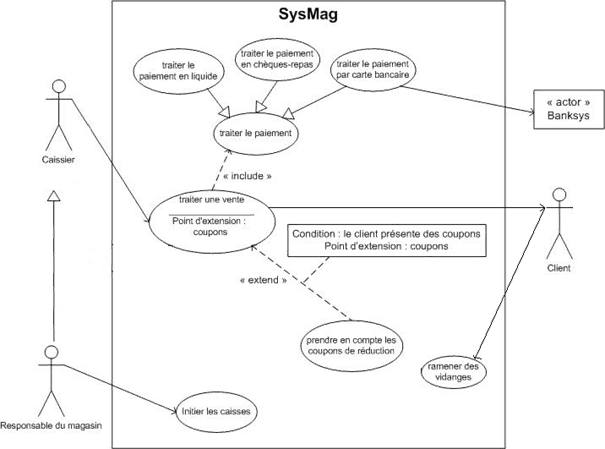 SysMag
traiter le
paiement en liquide
traiter le paiement
en chèques-repas
traiter le paiement
par carte bancaire
« actor »
Banksys
Caissier
traiter le paiement
« include »
traiter une vente
Point d'extension :
coupons
Condition : le client présente des coupons
Point d'extension : coupons
Client
« extend »
prendre en compte les
coupons de réduction
ramener des
vidanges
Responsable du magasin
Initier les caisses